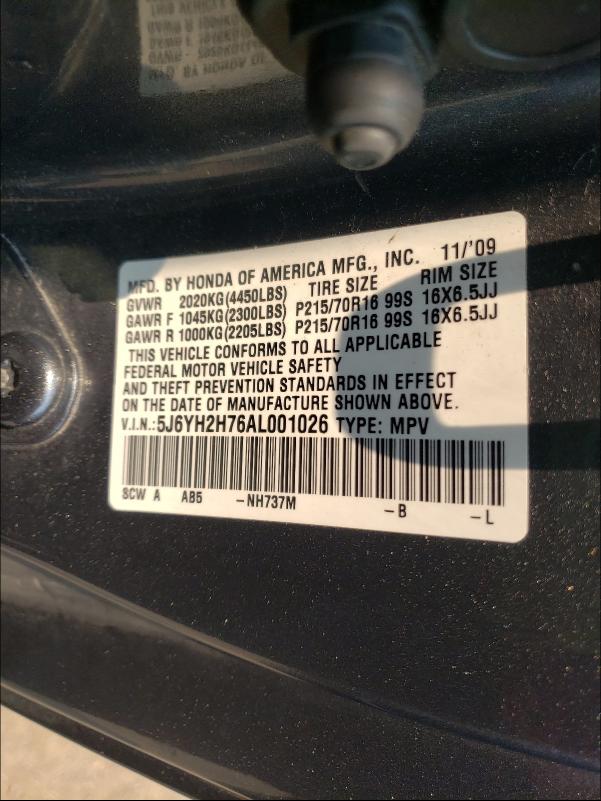 MFD. BY HONDA OF AMERICA MFG., INC. 11/'09
GVWR 2020KG(4450LBS) TIRE SIZE RIM SIZE
GAWR F 1045KG(2300LBS) P215/70R16 99S 16X6.5JJ
GAWR R 1000KG(2205LBS) P215/70R16 99S 16X6.5JJ
THIS VEHICLE CONFORMS TO ALL APPLICABLE
FEDERAL MOTOR VEHICLE SAFETY
AND THEFT PREVENTION STANDARDS IN EFFECT
ON THE DATE OF MANUFACTURE SHOWN ABOVE.
V.I.N.:5J6YH2H76AL001026 TYPE: MPV
SCW A AB5 -NH737M -B -L